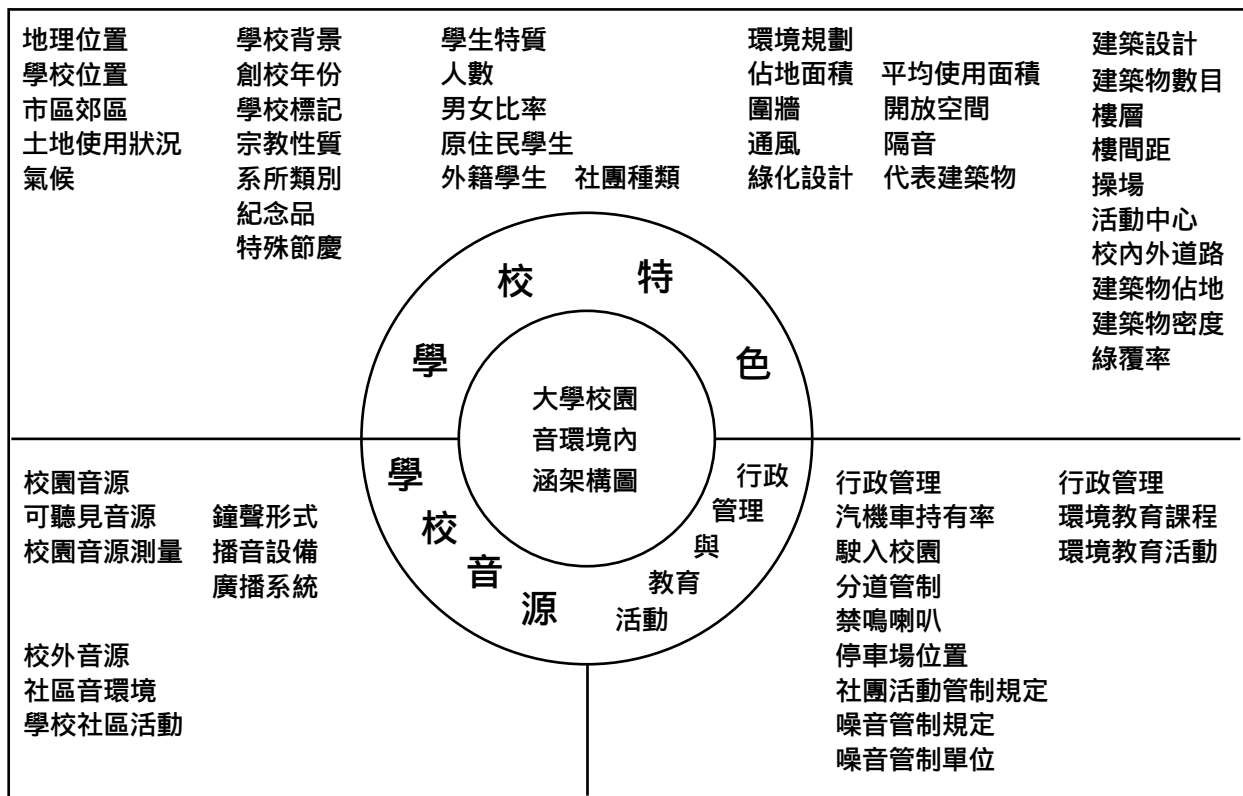 地理位置
學校位置
市區郊區
土地使用狀況
氣候
學校背景
創校年份
學校標記
宗教性質
系所類別
紀念品
特殊節慶
學生特質
人數
男女比率
原住民學生
外籍學生 社團種類
環境規劃
佔地面積 平均使用面積
圍牆 開放空間
通風 隔音
綠化設計 代表建築物
建築設計
建築物數目
樓層
樓間距
操場
活動中心
校內外道路
建築物佔地
建築物密度
綠覆率
學校特色
大學校園
音環境內
涵架構圖
學校音源
行政
管理
與
教育
活動
校園音源
可聽見音源
校園音源測量
鐘聲形式
播音設備
廣播系統
校外音源
社區音環境
學校社區活動
行政管理
汽機車持有率
駛入校園
分道管制
禁鳴喇叭
停車場位置
社團活動管制規定
噪音管制規定
噪音管制單位
行政管理
環境教育課程
環境教育活動